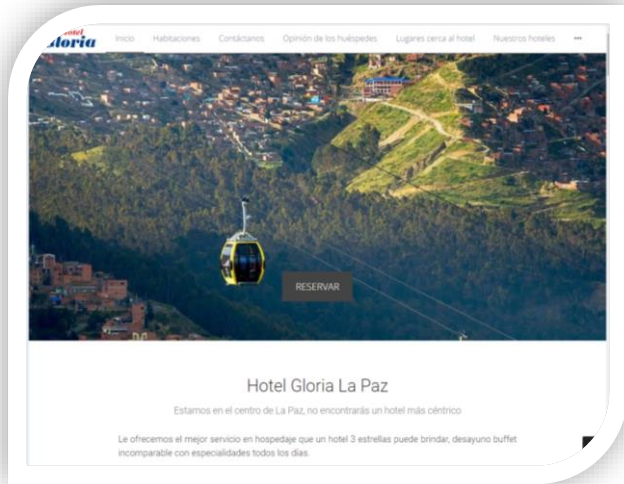 Hotel
Gloria
Inicio Habitaciones Contáctanos Opinión de los huéspedes Lugares cerca al hotel Nuestros hoteles •••
RESERVAR
Hotel Gloria La Paz
Estamos en el centro de La Paz, no encontrarás un hotel más céntrico
Le ofrecemos el mejor servicio en hospedaje que un hotel 3 estrellas puede brindar, desayuno buffet
incomparable con especialidades todos los días.